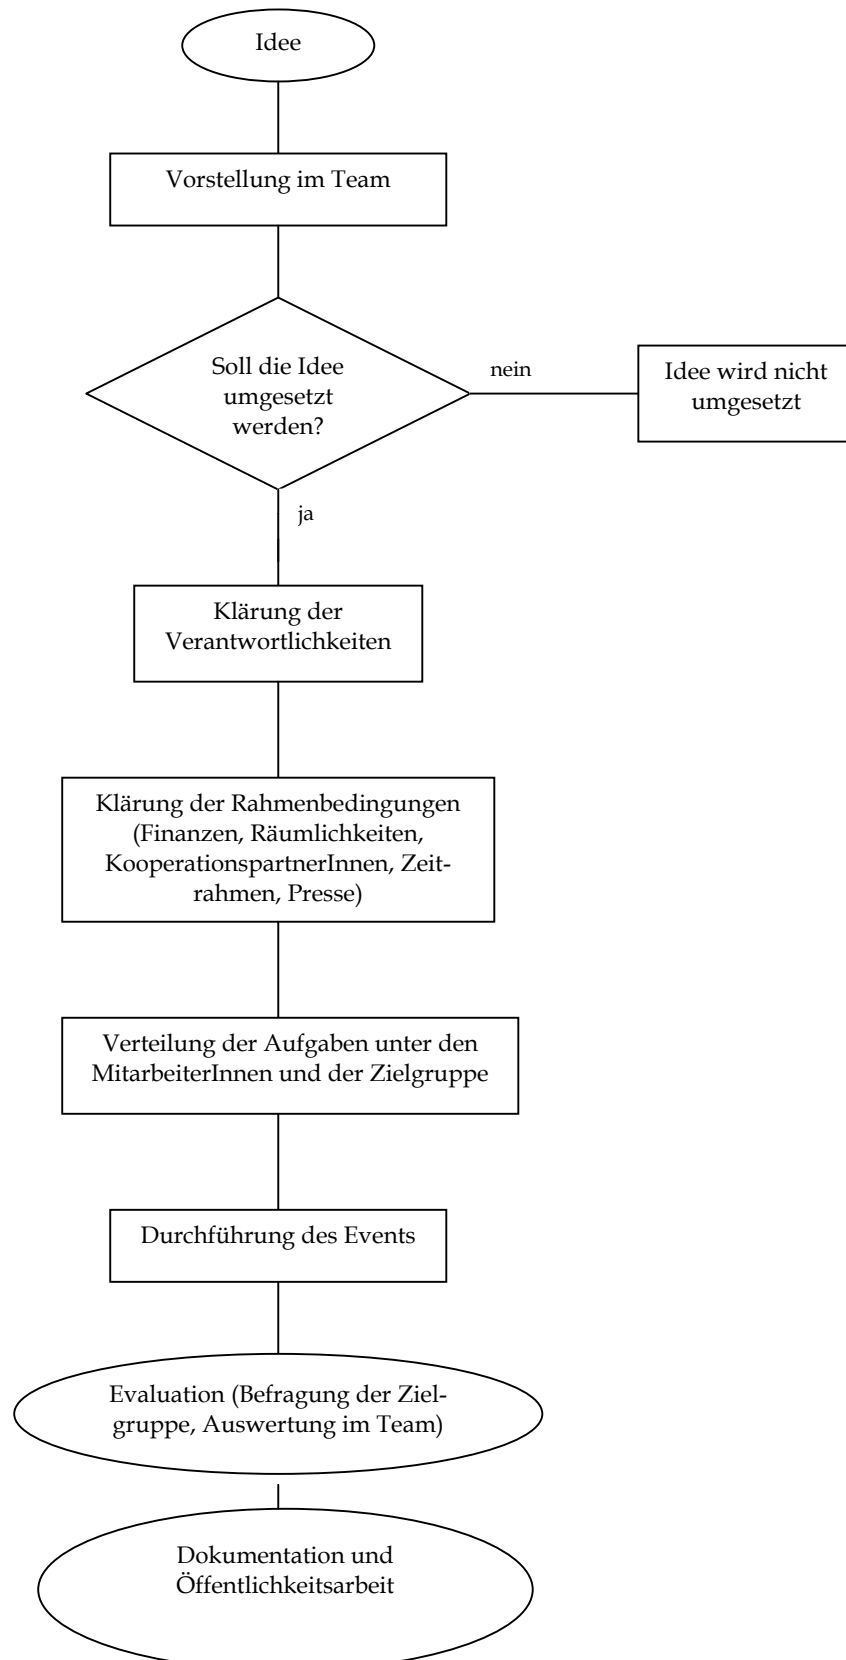 Idee
Vorstellung im Team
Soll die Idee
umgesetzt
werden?
nein
Idee wird nicht
umgesetzt
ja
Klärung der
Verantwortlichkeiten
Klärung der Rahmenbedingungen
(Finanzen, Räumlichkeiten,
KooperationspartnerInnen, Zeit-
rahmen, Presse)
Verteilung der Aufgaben unter den
MitarbeiterInnen und der Zielgruppe
Durchführung des Events
Evaluation (Befragung der Ziel-
gruppe, Auswertung im Team)
Dokumentation und
Öffentlichkeitsarbeit